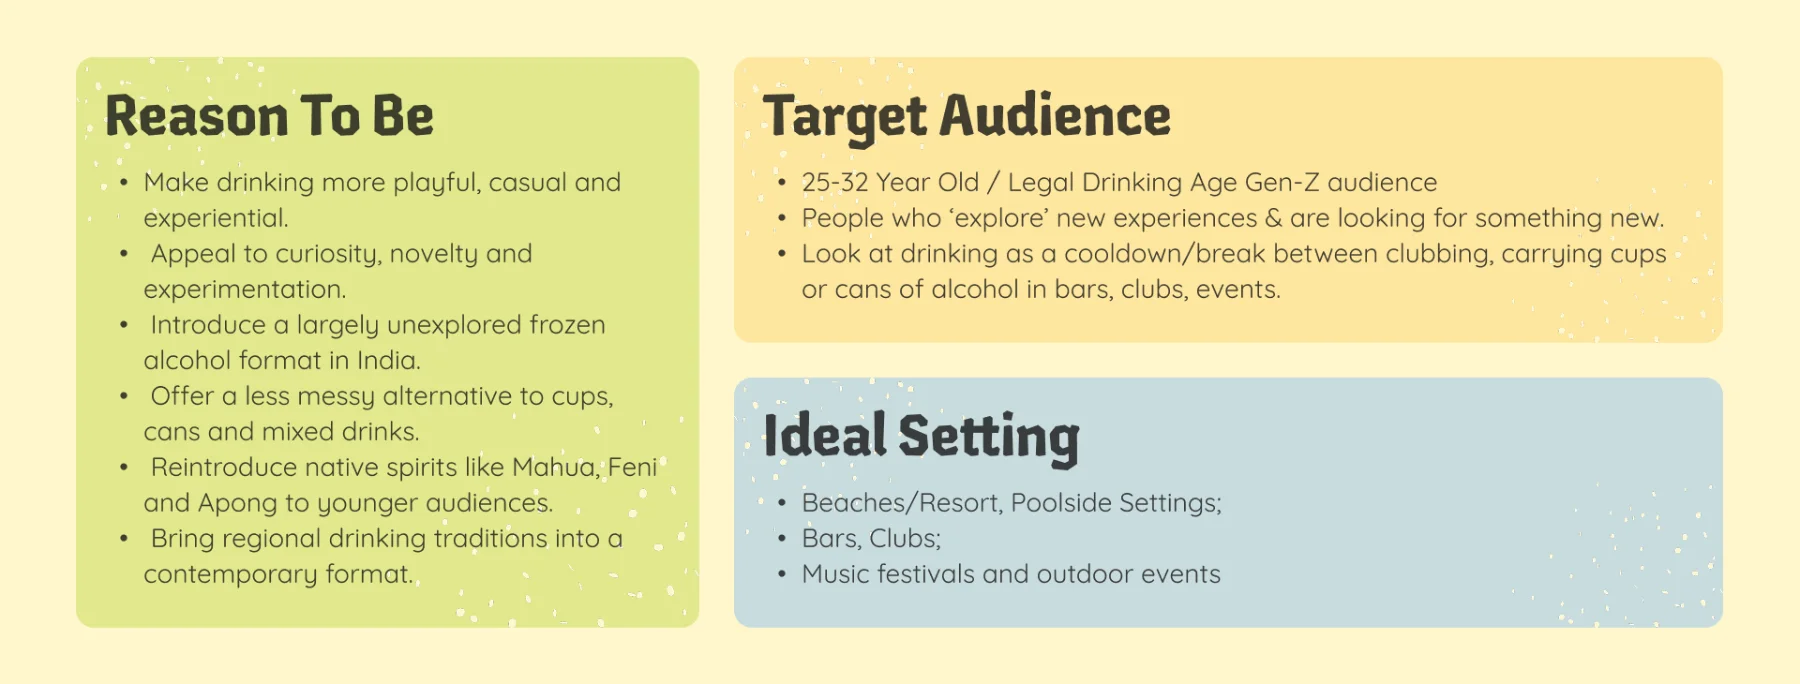 Reason To Be
• Make drinking more playful, casual and
experiential.
• Appeal to curiosity, novelty and
experimentation.
• Introduce a largely unexplored frozen
alcohol format in India.
• Offer a less messy alternative to cups,
cans and mixed drinks.
• Reintroduce native spirits like Mahua, Feni
and Apong to younger audiences.
• Bring regional drinking traditions into a
contemporary format.
Target Audience
• 25-32 Year Old / Legal Drinking Age Gen-Z audience
• People who ‘explore’ new experiences & are looking for something new.
• Look at drinking as a cooldown/break between clubbing, carrying cups
or cans of alcohol in bars, clubs, events.
Ideal Setting
• Beaches/Resort, Poolside Settings;
• Bars, Clubs;
• Music festivals and outdoor events